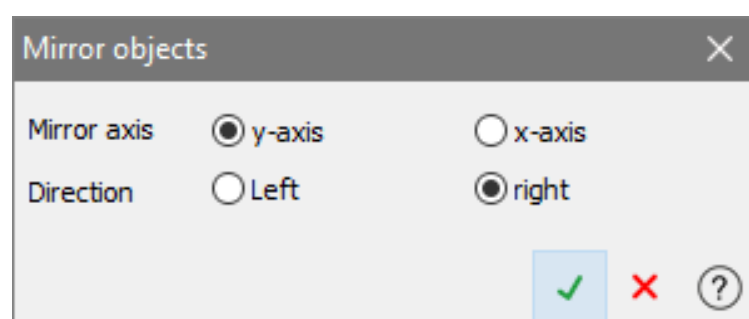 Mirror objects
Mirror axis y-axis x-axis
Direction Left right
?